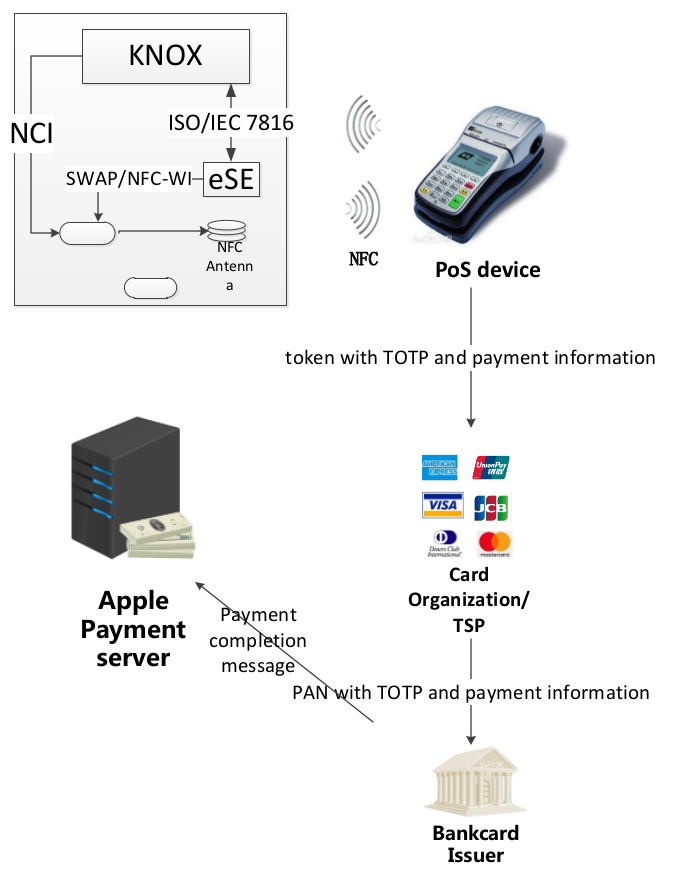 KNOX
NCI
ISO/IEC 7816
SWAP/NFC-WI
eSE
NFC
Antenn
a
NFC
PoS device
token with TOTP and payment information
AMERICAN
EXPRESS
UnionPay
银联
VISA
JCB
Diners Club
International
mastercard
Card
Organization/
TSP
Apple
Payment
server
Payment
completion
message
PAN with TOTP and payment information
BANK
Bankcard
Issuer